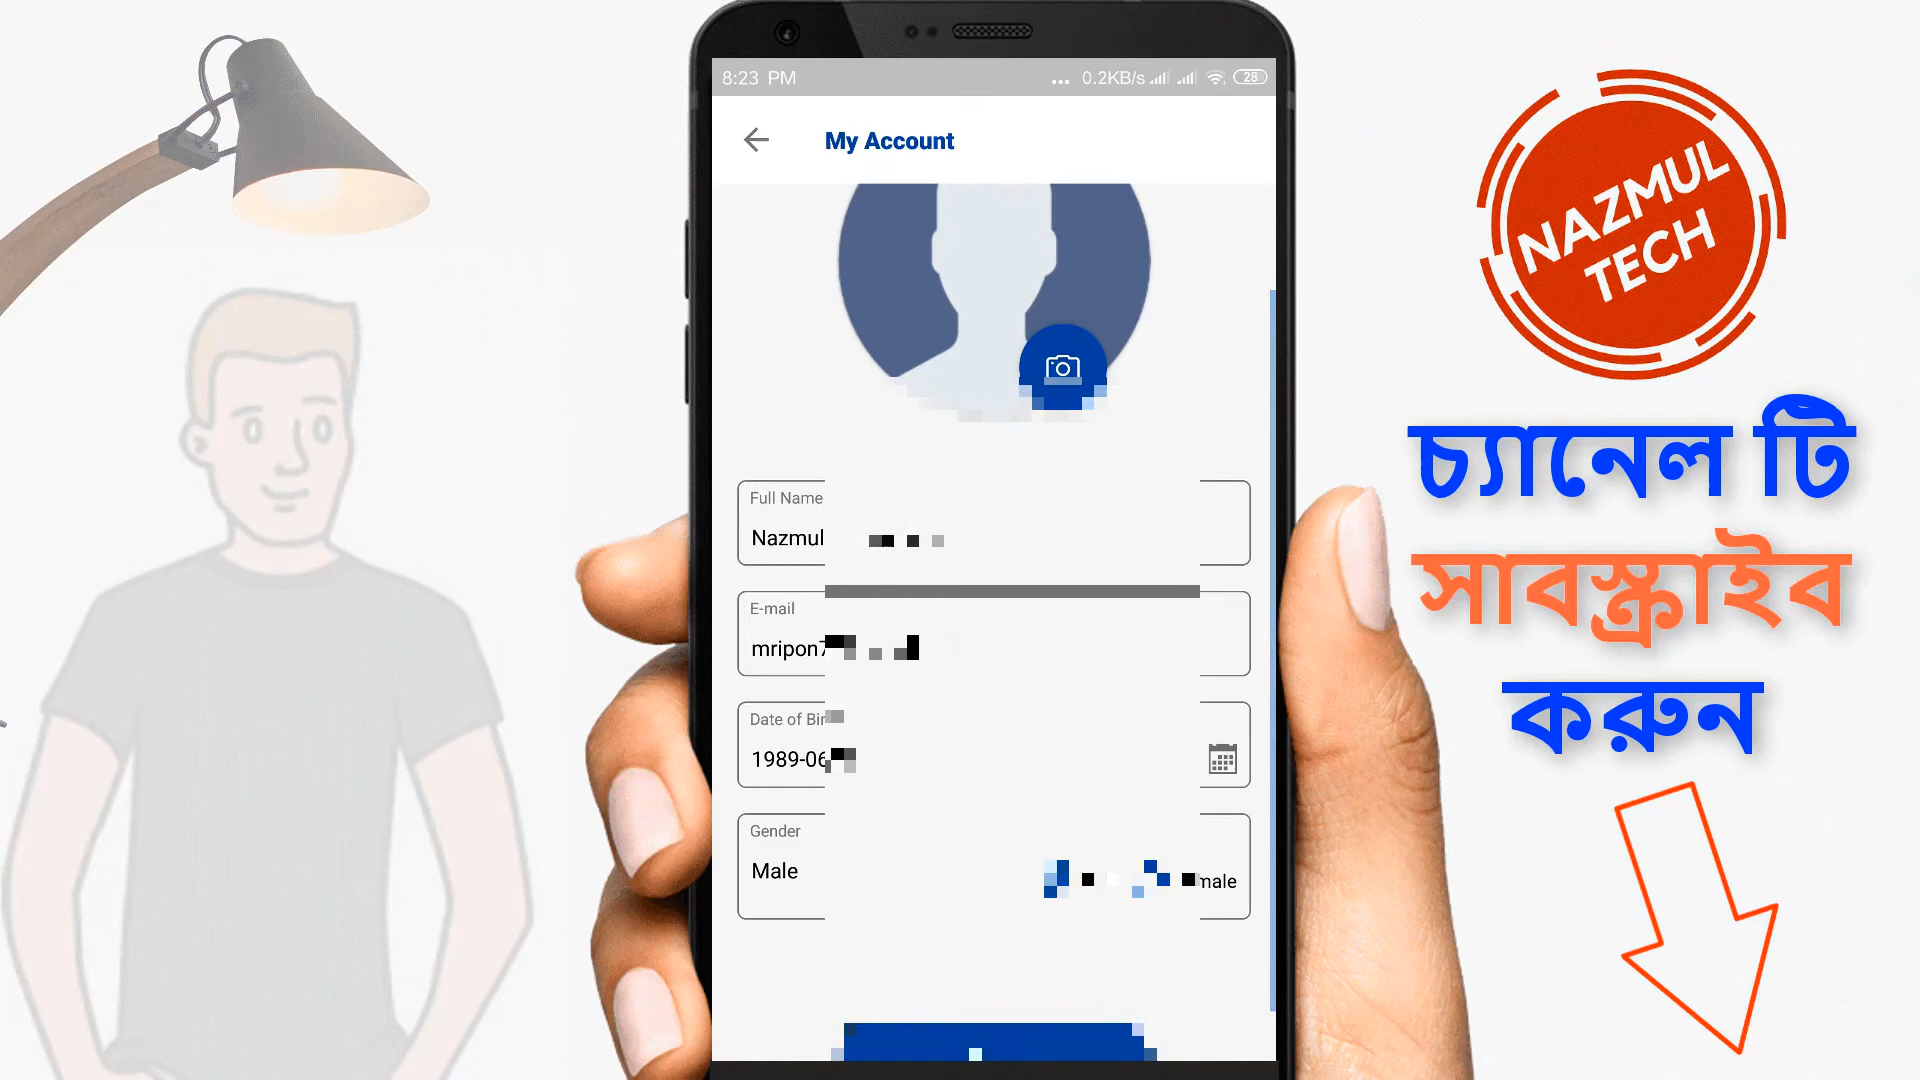 8:23 PM
0.2KB/s
28
My Account
Full Name
Nazmul
E-mail
mripon7
Date of Bir
1989-06
Gender
Male
male
NAZMUL
TECH
চ্যানেল টি
সাবস্ক্রাইব
করুন